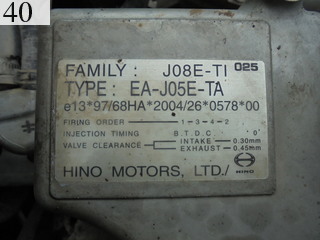 40
FAMILY : J08E-TI 025
TYPE : EA-J05E-TA
e13*97/68HA*2004/26*0578*00
FIRING ORDER 1-3-4-2
INJECTION TIMING B.T.D.C. '0°
VALVE CLEARANCE INTAKE 0.30mm
EXHAUST 0.45mm
HINO MOTORS, LTD. HINO